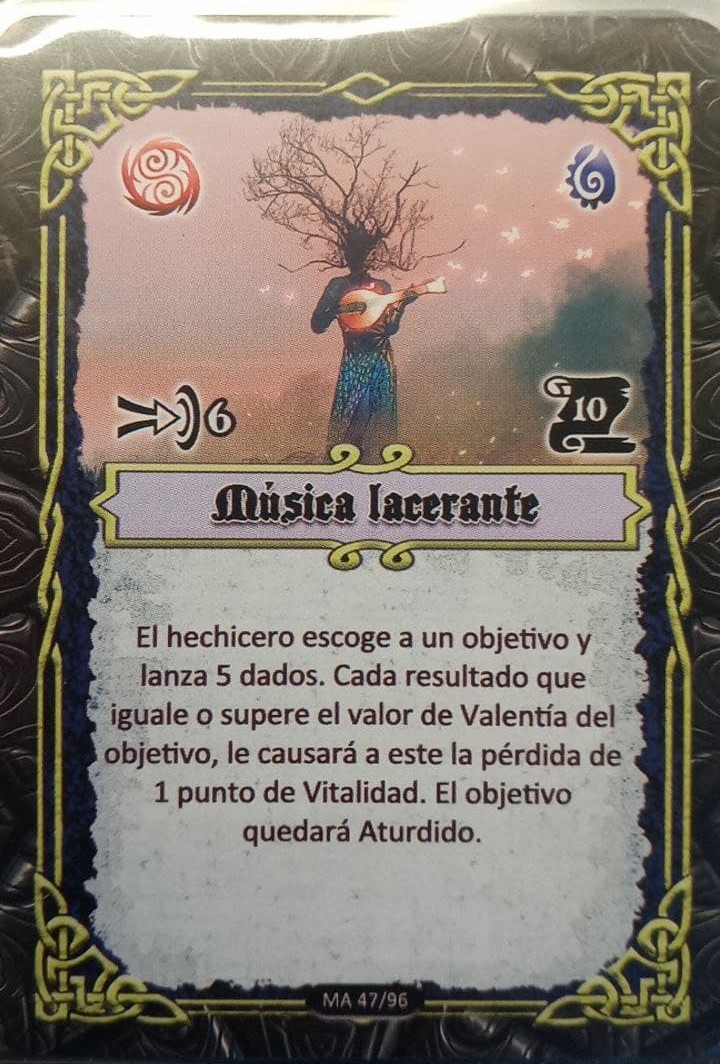 6
10
Música lacerante
El hechicero escoge a un objetivo y
lanza 5 dados. Cada resultado que
iguale o supere el valor de Valentía del
objetivo, le causará a este la pérdida de
1 punto de Vitalidad. El objetivo
quedará Aturdido.
MA 47/96